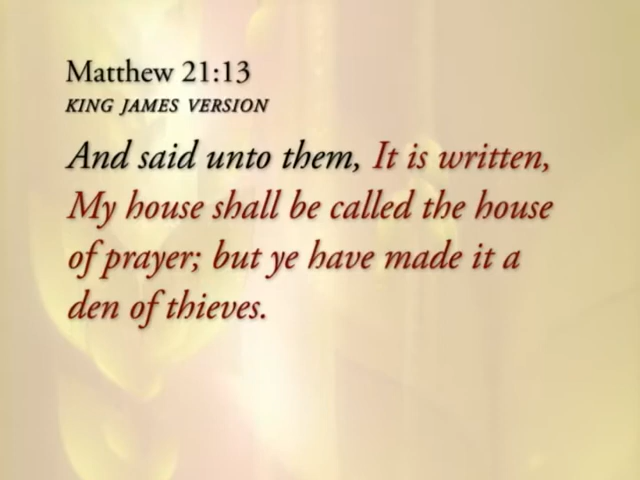 Matthew 21:13
KING JAMES VERSION
And said unto them, It is written,
My house shall be called the house
of prayer; but ye have made it a
den of thieves.